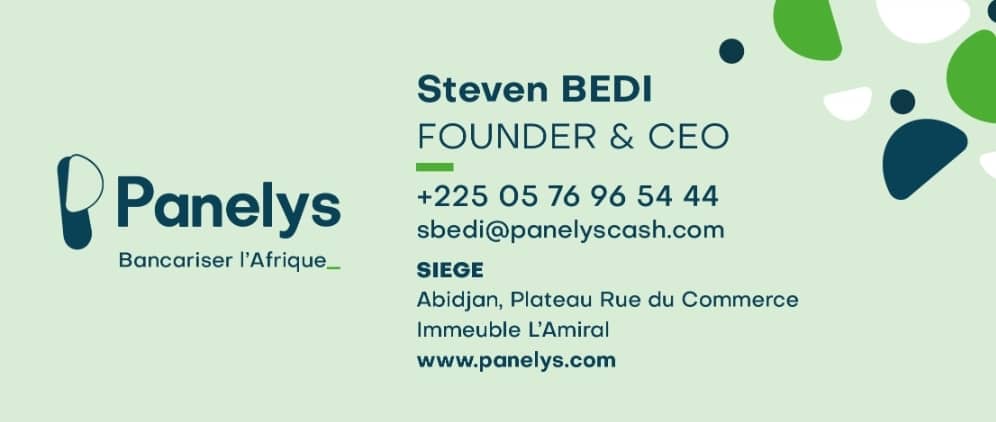 Panelys
Bancariser l'Afrique_
Steven BEDI
FOUNDER & CEO
+225 05 76 96 54 44
sbedi@panelyscash.com
SIEGE
Abidjan, Plateau Rue du Commerce
Immeuble L'Amiral
www.panelys.com